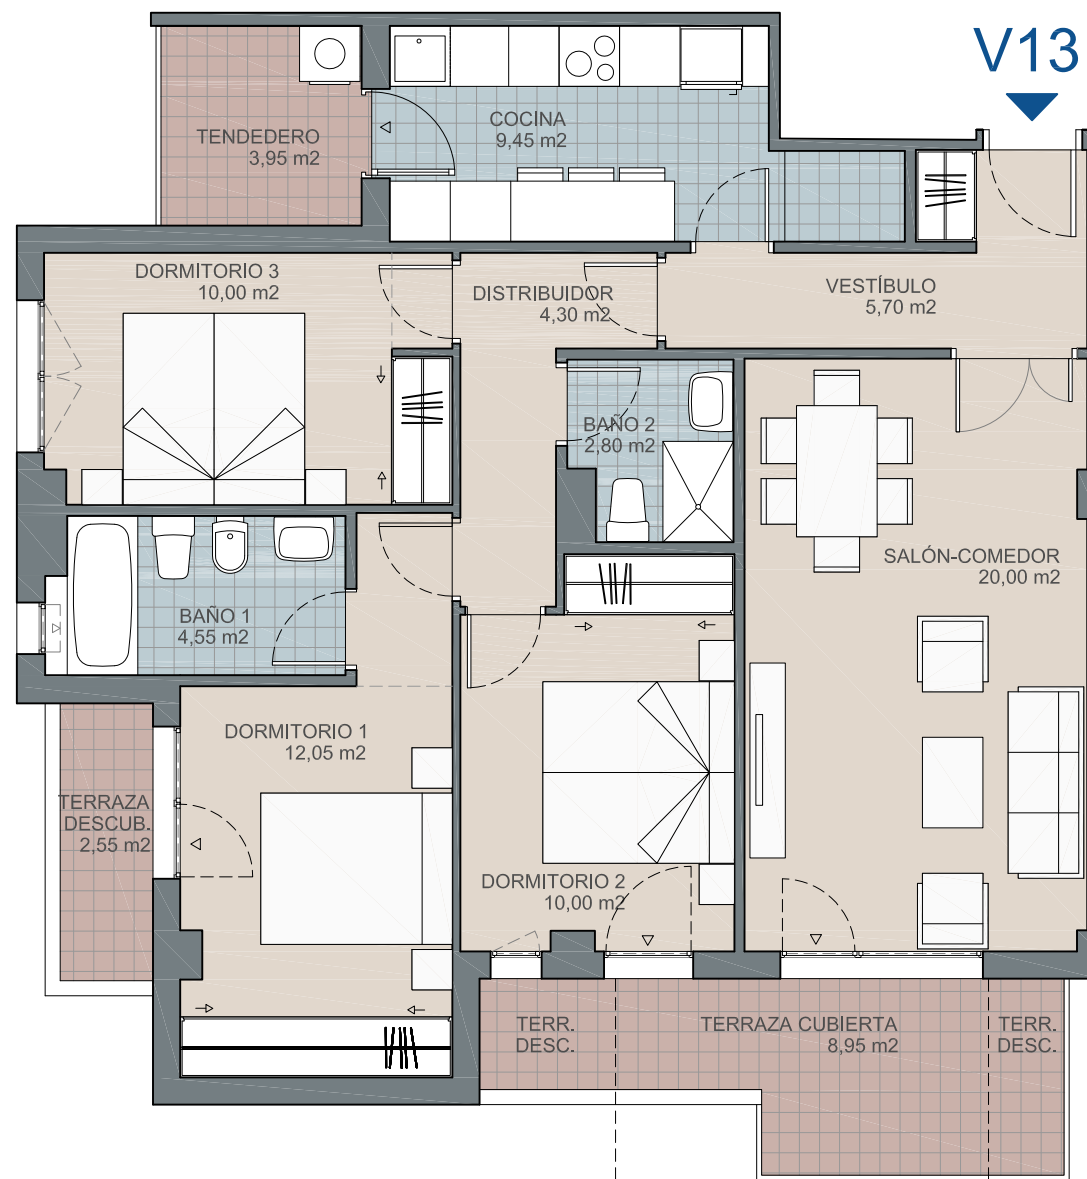 V13
COCINA
9,45 m2
TENDEDERO
3,95 m2
DORMITORIO 3
10,00 m2
DISTRIBUIDOR
4,30 m2
VESTÍBULO
5,70 m2
BAÑO 2
2,80 m2
SALÓN-COMEDOR
20,00 m2
BAÑO 1
4,55 m2
DORMITORIO 1
12,05 m2
TERRAZA
DESCUB.
2,55 m2
DORMITORIO 2
10,00 m2
TERR.
DESC.
TERRAZA CUBIERTA
8,95 m2
TERR.
DESC.